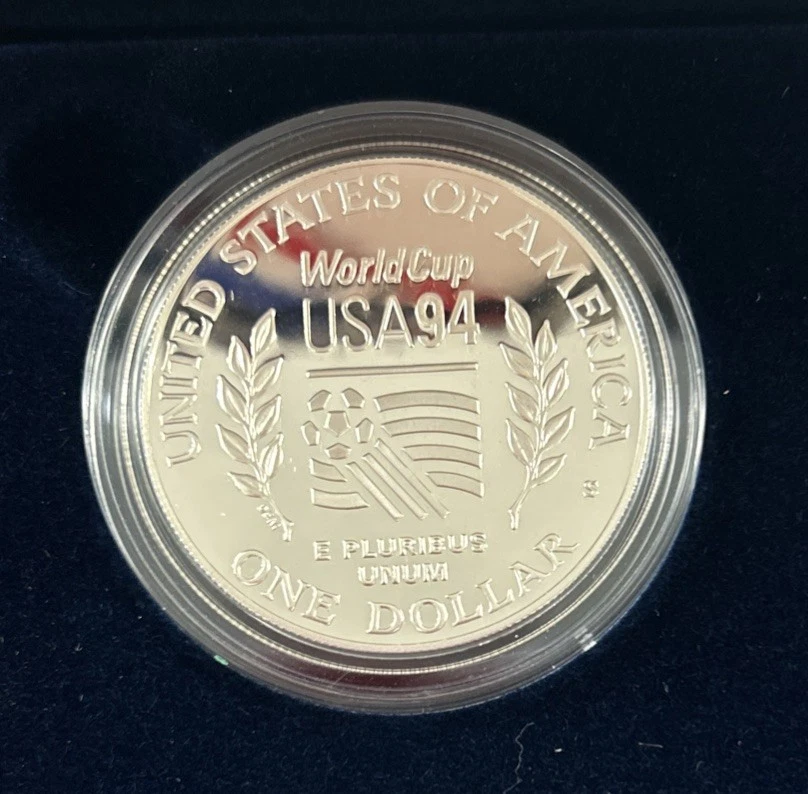 UNITED STATES OF AMERICA
WorldCup
USA94
S
E PLURIBUS
UNUM
ONE DOLLAR